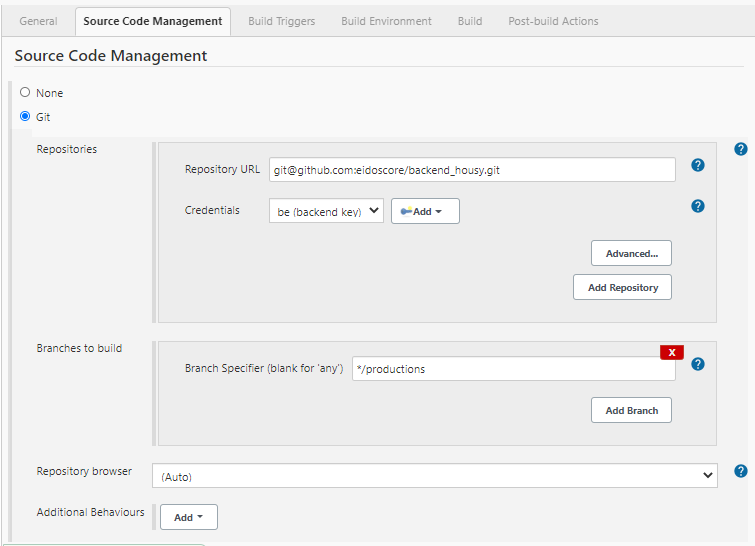 General Source Code Management Build Triggers Build Environment Build Post-build Actions
Source Code Management
None
Git
Repositories
Repository URL git@github.com:eidoscore/backend_housy.git
Credentials be (backend key) Add
Advanced...
Add Repository
Branches to build
X
Branch Specifier (blank for 'any') */productions
Add Branch
Repository browser (Auto)
Additional Behaviours Add